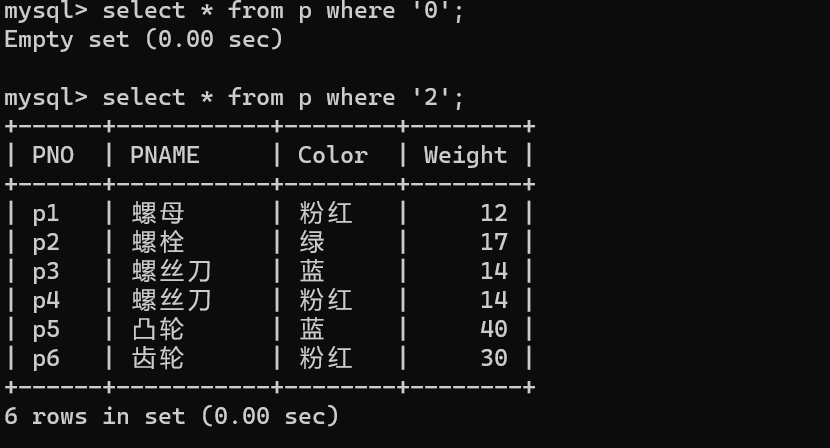 mysql> select * from p where '0';
Empty set (0.00 sec)
mysql> select * from p where '2';
+------+-----------+--------+--------+
| PNO  | PNAME     | Color  | Weight |
+------+-----------+--------+--------+
| p1   | 螺母      | 粉红   |     12 |
| p2   | 螺栓      | 绿     |     17 |
| p3   | 螺丝刀    | 蓝     |     14 |
| p4   | 螺丝刀    | 粉红   |     14 |
| p5   | 凸轮      | 蓝     |     40 |
| p6   | 齿轮      | 粉红   |     30 |
+------+-----------+--------+--------+
6 rows in set (0.00 sec)